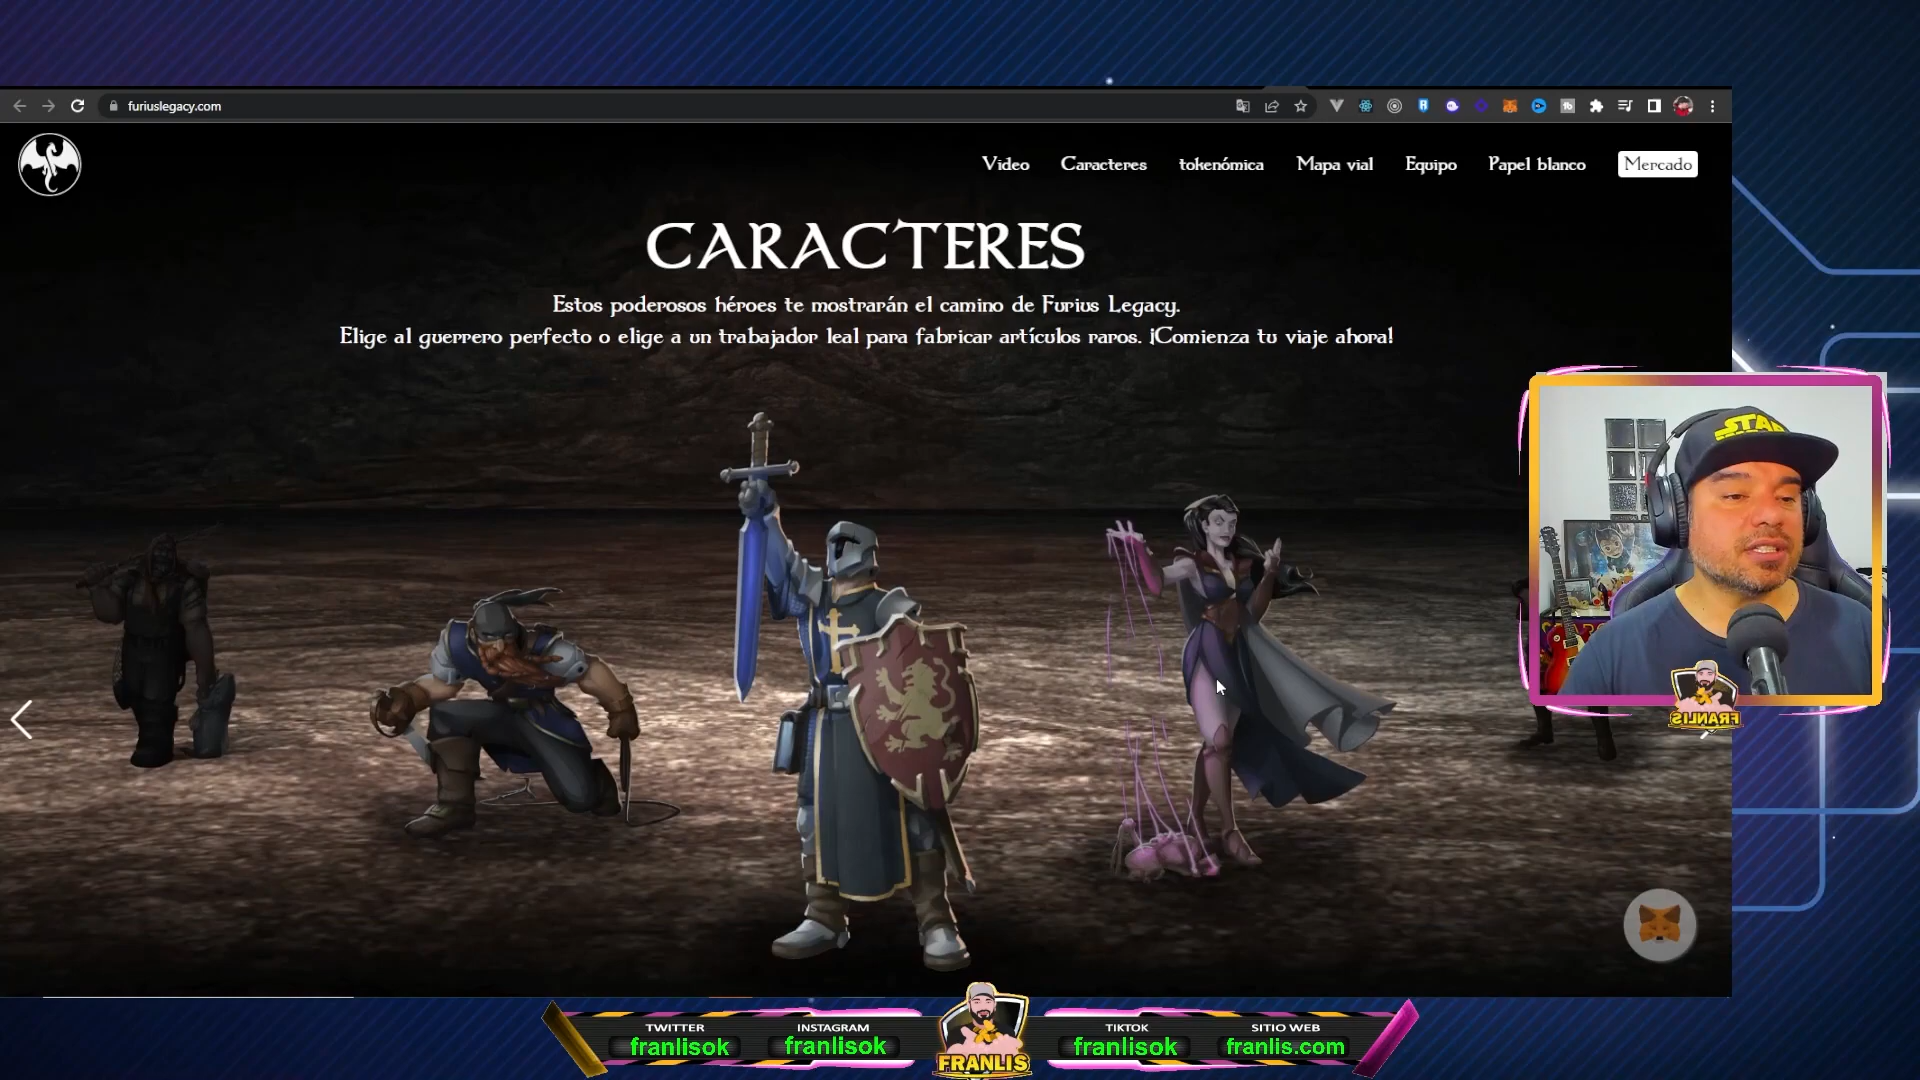 furiuslegacy.com
Video Caracteres tokenómica Mapa vial Equipo Papel blanco Mercado
CARACTERES
Estos poderosos héroes te mostrarán el camino de Furius Legacy.
Elige al guerrero perfecto o elige a un trabajador leal para fabricar artículos raros. ¡Comienza tu viaje ahora!
STAR
FRANLIS
TWITTER INSTAGRAM TIKTOK SITIO WEB
franlisok franlisok franlisok franlis.com
FRANLIS